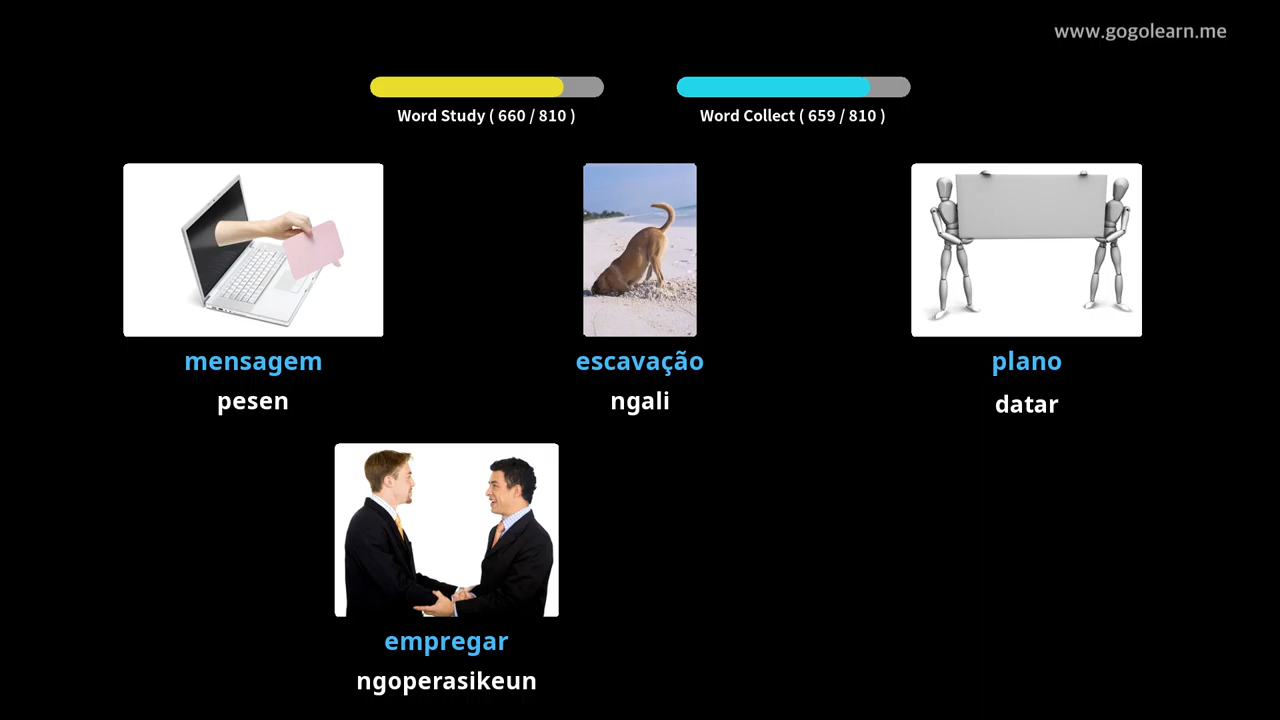 www.gogolearn.me
Word Study ( 660 / 810 )
Word Collect ( 659 / 810 )
mensagem
pesen
escavação
ngali
plano
datar
empregar
ngoperasikeun